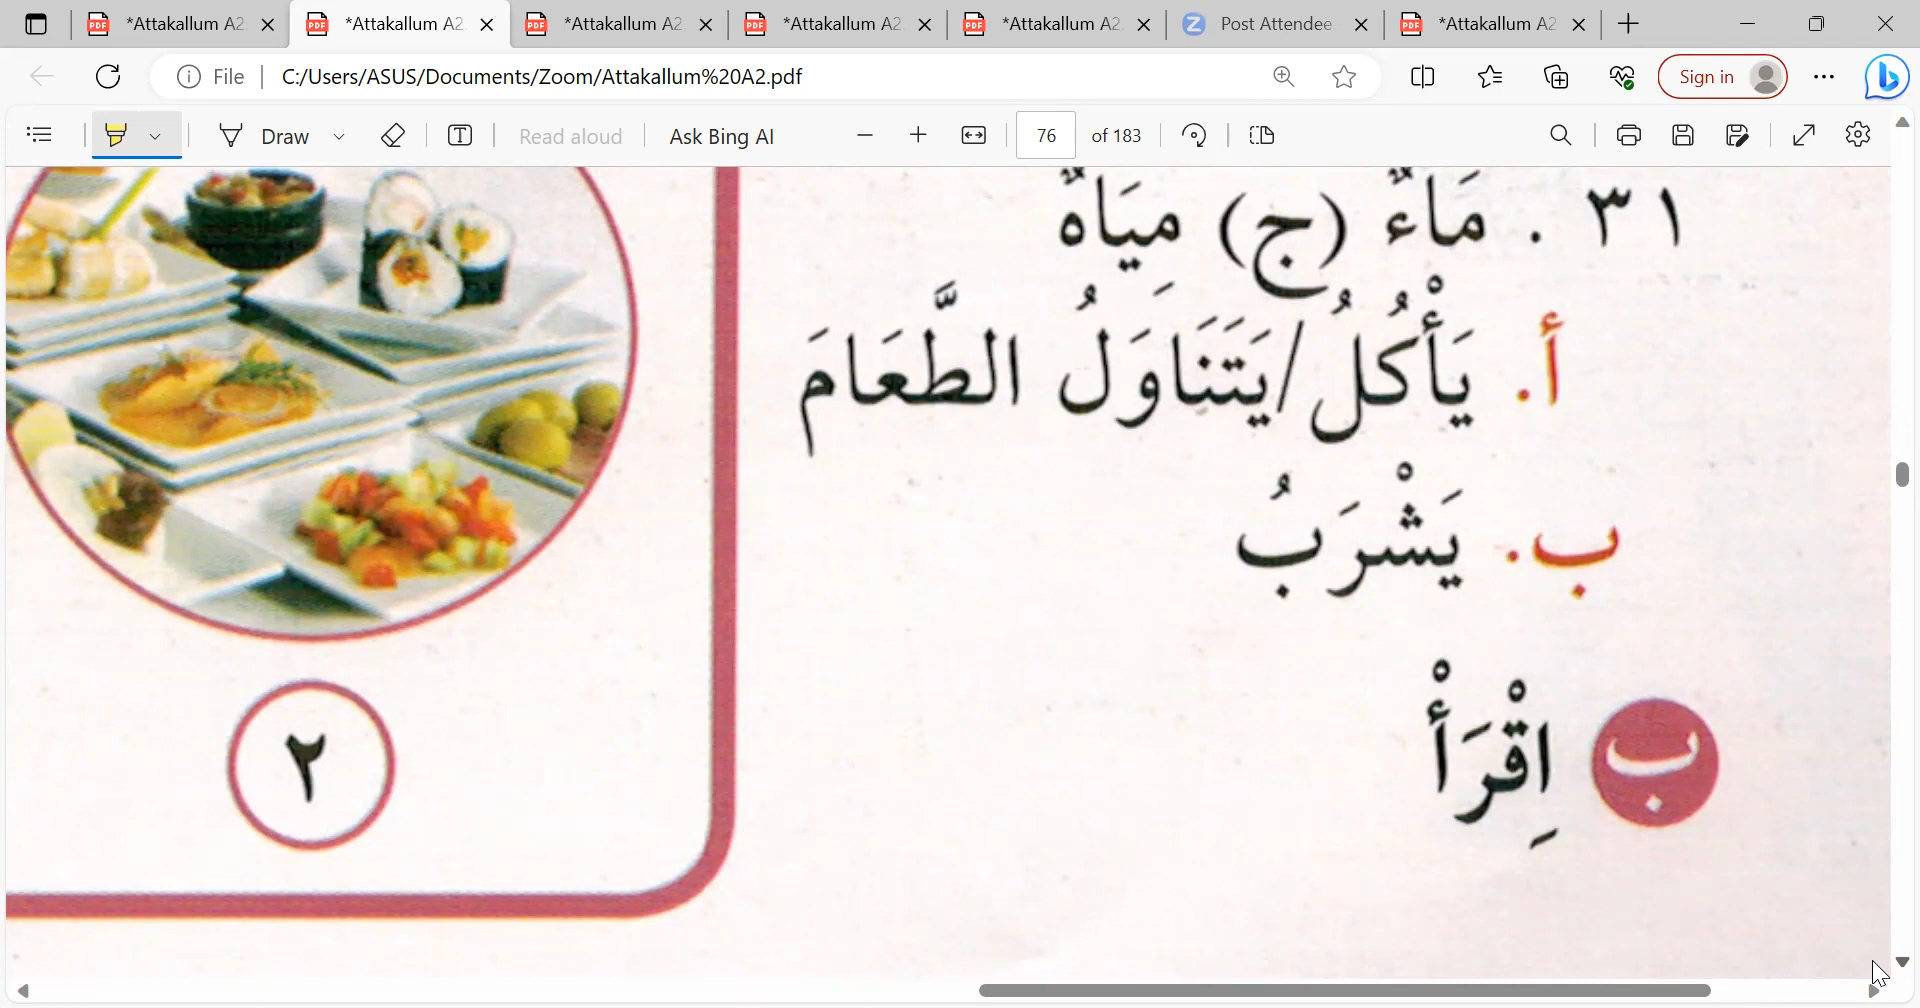 *Attakallum A2
*Attakallum A2
*Attakallum A2
*Attakallum A2
*Attakallum A2
Post Attendee
*Attakallum A2
File
C:/Users/ASUS/Documents/Zoom/Attakallum%20A2.pdf
Sign in
Draw
Read aloud
Ask Bing AI
76 of 183
٣١ . مَاءٌ (ج) مِيَاهٌ
أ. يَأْكُلُ/يَتَنَاوَلُ الطَّعَامَ
ب. يَشْرَبُ
ب اِقْرَأْ
٢